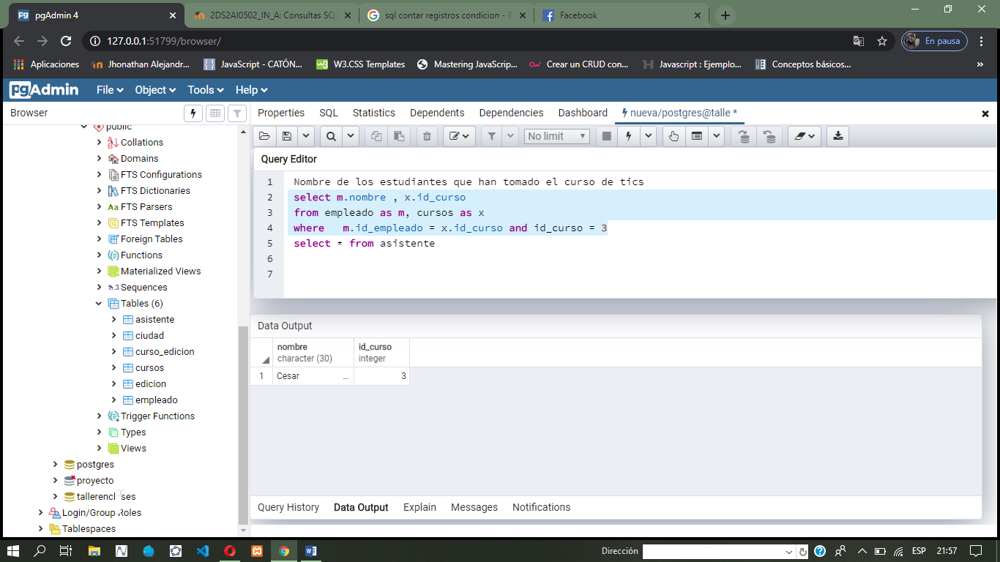 pgAdmin 4
2DS2AI0502_IN_A: Consultas SQL
sql contar registros condicion - B
Facebook
127.0.0.1:51799/browser/
En pausa
Aplicaciones
Jhonathan Alejandr...
JavaScript - CATÓN...
W3.CSS Templates
Mastering JavaScrip...
Crear un CRUD con...
Javascript : Ejemplo...
Conceptos básicos...
»
pgAdmin
File
Object
Tools
Help
Browser
Properties
SQL
Statistics
Dependents
Dependencies
Dashboard
nueva/postgres@talle *
No limit
public
Collations
Domains
FTS Configurations
FTS Dictionaries
FTS Parsers
FTS Templates
Foreign Tables
Functions
Materialized Views
1..3 Sequences
Tables (6)
asistente
ciudad
curso_edicion
cursos
edicion
empleado
Trigger Functions
Types
Views
postgres
proyecto
Login/Group Roles
Tablespaces
Query Editor
1 Nombre de los estudiantes que han tomado el curso de tics
2 select m.nombre , x.id_curso
3 from empleado as m, cursos as x
4 where   m.id_empleado = x.id_curso and id_curso = 3
5 select * from asistente
6
7
Data Output
nombre
character (30)
id_curso
integer
1 Cesar ... 3
Query History
Data Output
Explain
Messages
Notifications
Dirección
ESP
21:57